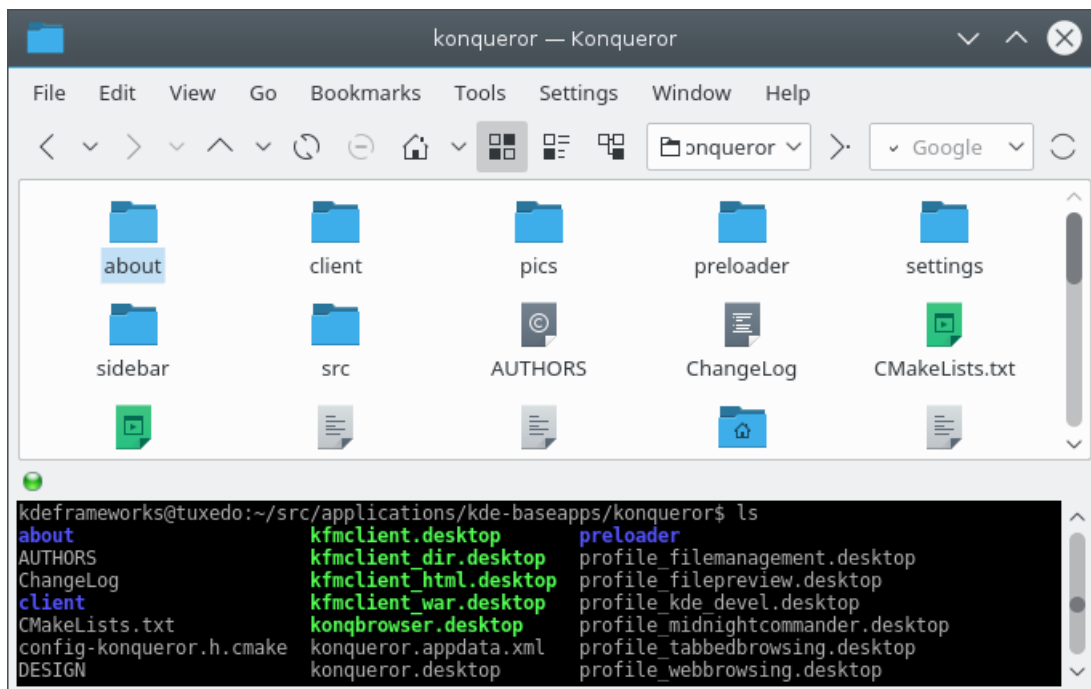 konqueror — Konqueror
File Edit View Go Bookmarks Tools Settings Window Help
onqueror Google
about client pics preloader settings
sidebar src AUTHORS ChangeLog CMakeLists.txt
kdeframeworks@tuxedo:~/src/applications/kde-baseapps/konqueror$ ls
about kfmclient.desktop preloader
AUTHORS kfmclient_dir.desktop profile_filemanagement.desktop
ChangeLog kfmclient_html.desktop profile_filepreview.desktop
client kfmclient_war.desktop profile_kde_devel.desktop
CMakeLists.txt konqbrowser.desktop profile_midnightcommander.desktop
config-konqueror.h.cmake konqueror.appdata.xml profile_tabbedbrowsing.desktop
DESIGN konqueror.desktop profile_webbrowsing.desktop